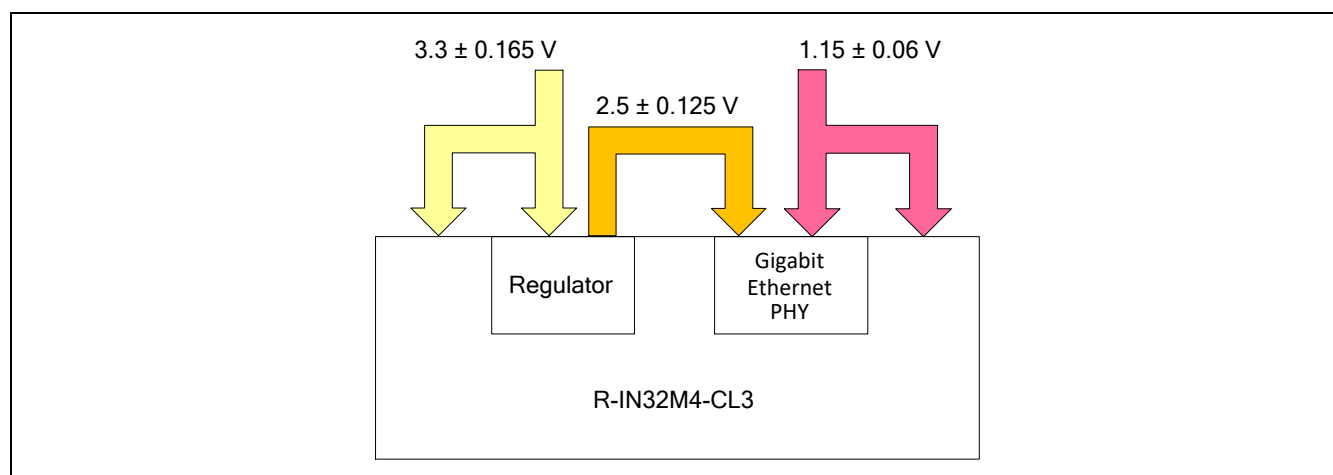 3.3 ± 0.165 V
1.15 ± 0.06 V
2.5 ± 0.125 V
Regulator
Gigabit
Ethernet
PHY
R-IN32M4-CL3